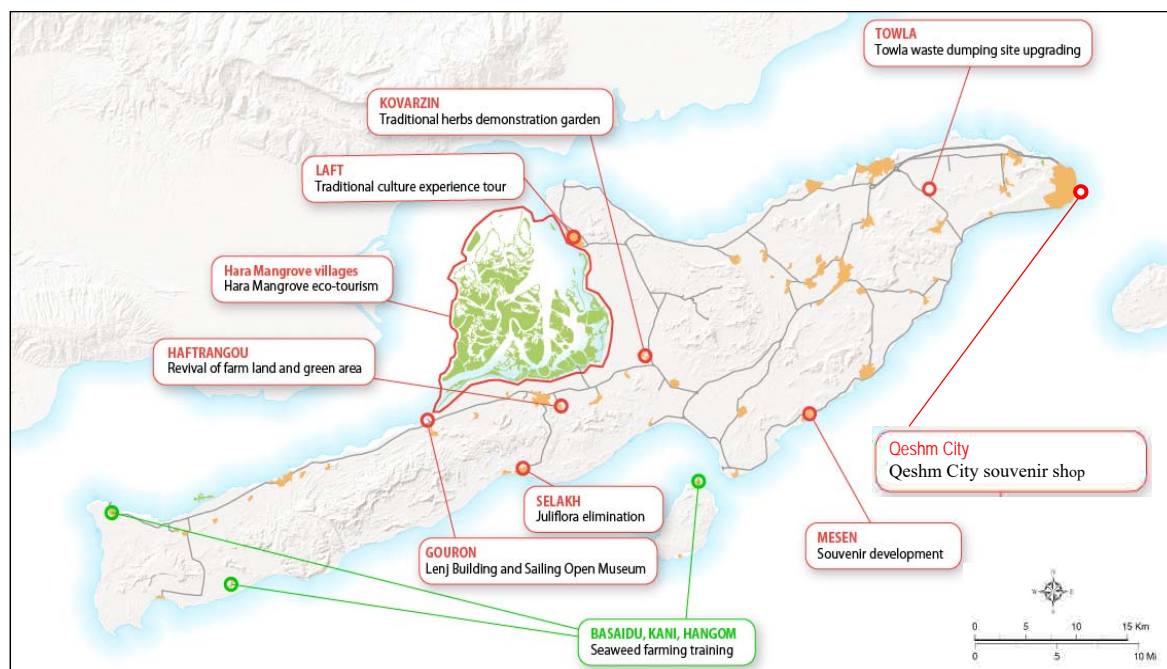 TOWLA
Towla waste dumping site upgrading
KOVARZIN
Traditional herbs demonstration garden
LAFT
Traditional culture experience tour
Hara Mangrove villages
Hara Mangrove eco-tourism
HAFTRANGOU
Revival of farm land and green area
Qeshm City
Qeshm City souvenir shop
SELAKH
Juliflora elimination
MESEN
Souvenir development
GOURON
Lenj Building and Sailing Open Museum
BASAIDU, KANI, HANGOM
Seaweed farming training
N
W E
S
0 5 10 15 Km
0 5 10 Mi